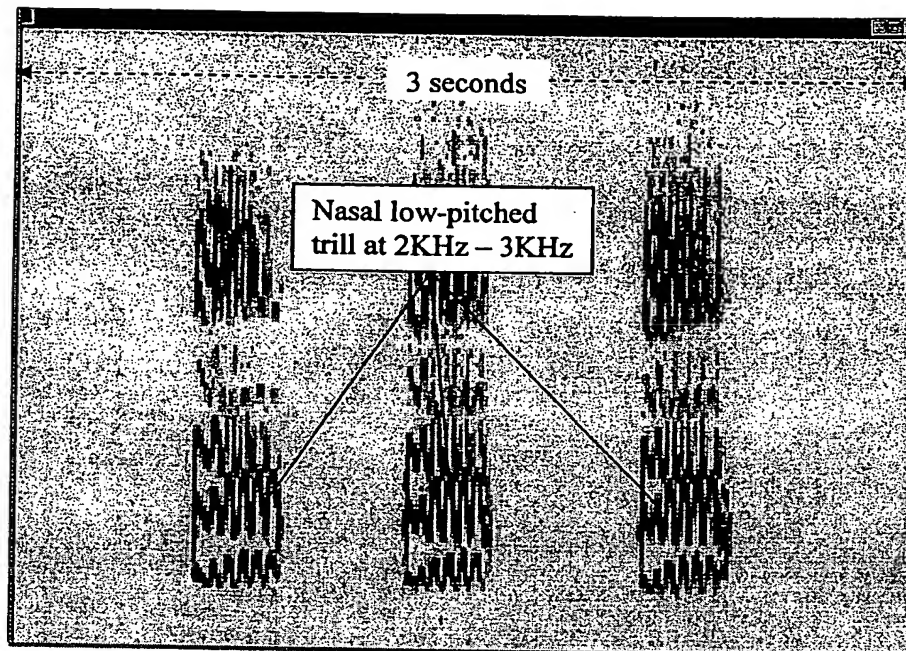 3 seconds
Nasal low-pitched
trill at 2KHz – 3KHz